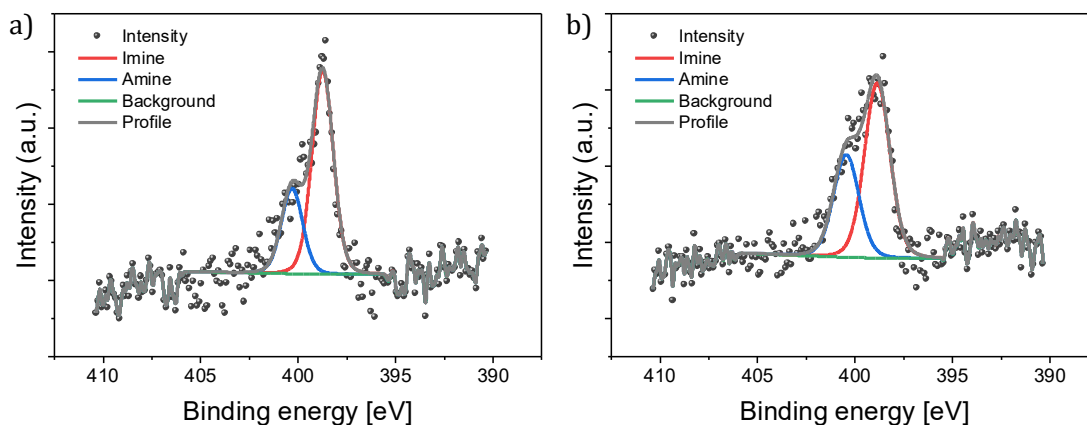 a)
Intensity (a.u.)
Intensity
Imine
Amine
Background
Profile
410 405 400 395 390
Binding energy [eV]
b)
Intensity (a.u.)
Intensity
Imine
Amine
Background
Profile
410 405 400 395 390
Binding energy [eV]